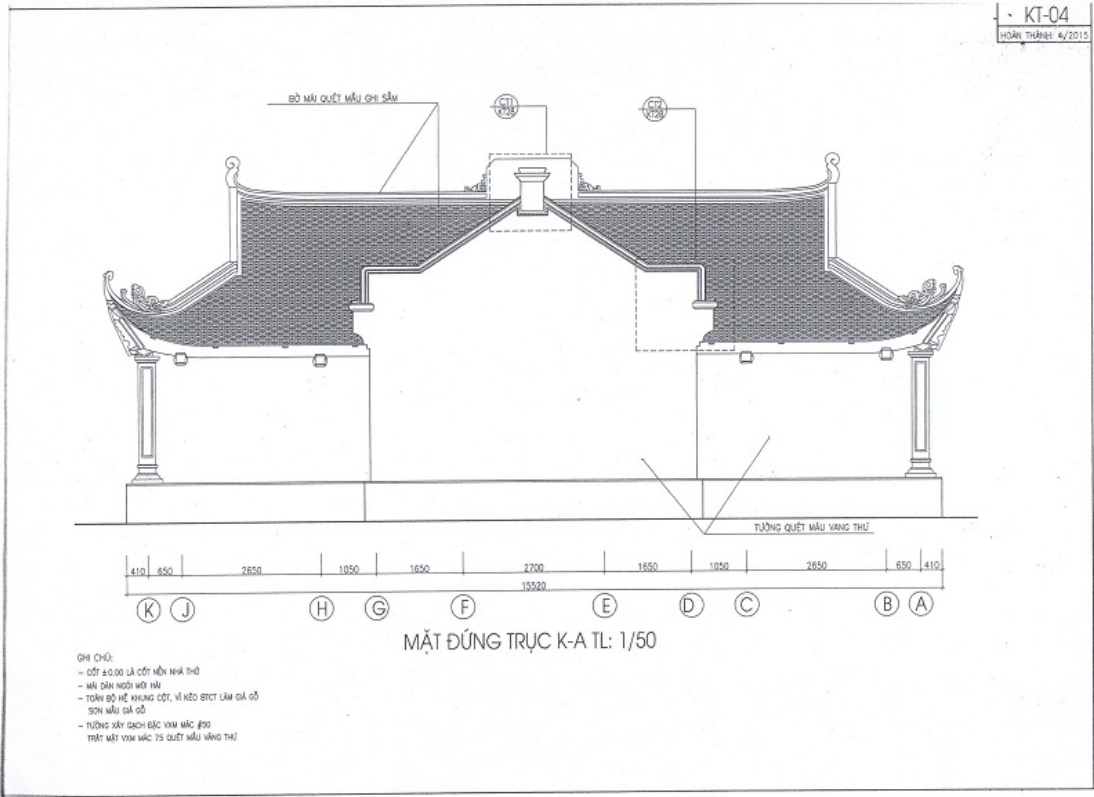 KT-04
HOÀN THÀNH: 4/2015
BỜ MÁI QUÉT MẦU GHI SẪM
CT1
KT28
CT2
KT28
TƯỜNG QUÉT MẦU VÀNG THƯ
410 650 2650 1050 1650 2700 1650 1050 2650 650 410
15520
K J H G F E D C B A
MẶT ĐỨNG TRỤC K-A TL: 1/50
GHI CHÚ:
- CỐT ±0.00 LÀ CỐT NỀN NHÀ THỜ
- MÁI DÁN NGÓI MŨI HÀI
- TOÀN BỘ HỆ KHUNG CỘT, VÌ KÈO BTCT LÀM GIẢ GỖ
SƠN MẦU GIẢ GỖ
- TƯỜNG XÂY GẠCH ĐẶC VXM MÁC #50
TRÁT MẶT VXM MÁC 75 QUÉT MẦU VÀNG THƯ